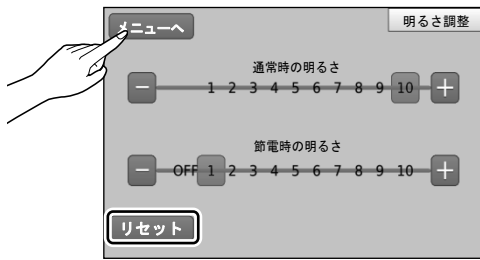 メニューへ
明るさ調整
通常時の明るさ
− 1 2 3 4 5 6 7 8 9 10 +
節電時の明るさ
− OFF 1 2 3 4 5 6 7 8 9 10 +
リセット